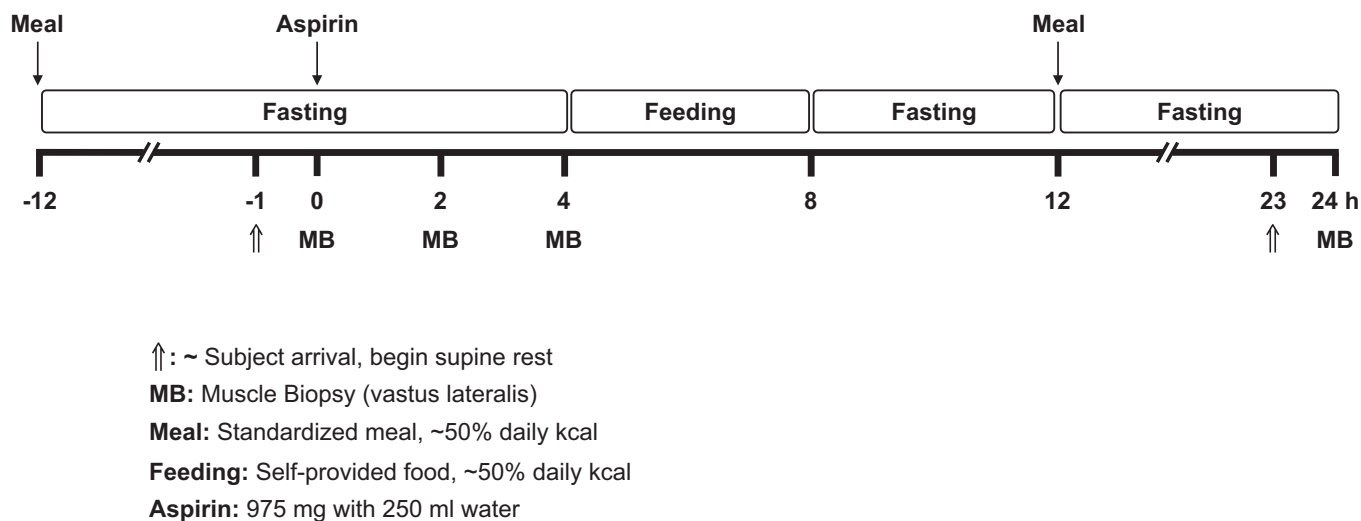 Meal Aspirin Meal
Fasting Feeding Fasting Fasting
-12 -1 0 2 4 8 12 23 24 h
⇑ MB MB MB ⇑ MB
⇑: ~ Subject arrival, begin supine rest
MB: Muscle Biopsy (vastus lateralis)
Meal: Standardized meal, ~50% daily kcal
Feeding: Self-provided food, ~50% daily kcal
Aspirin: 975 mg with 250 ml water